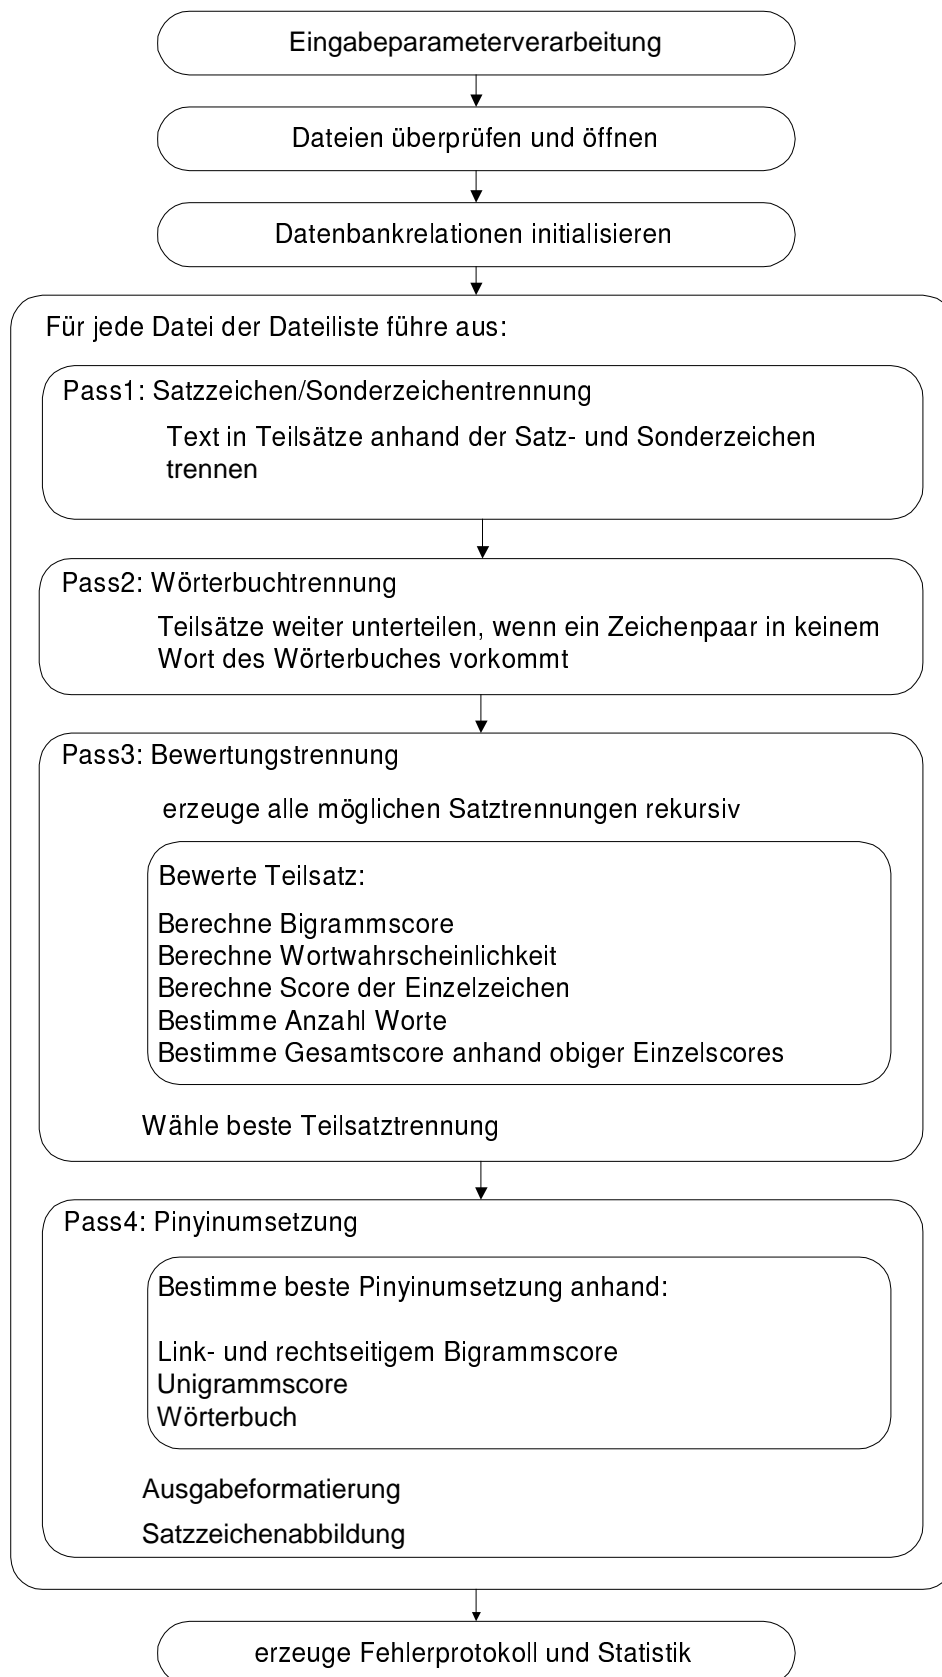 Eingabeparameterverarbeitung
Dateien überprüfen und öffnen
Datenbankrelationen initialisieren
Für jede Datei der Dateiliste führe aus:
Pass1: Satzzeichen/Sonderzeichentrennung
Text in Teilsätze anhand der Satz- und Sonderzeichen
trennen
Pass2: Wörterbuchtrennung
Teilsätze weiter unterteilen, wenn ein Zeichenpaar in keinem
Wort des Wörterbuches vorkommt
Pass3: Bewertungstrennung
erzeuge alle möglichen Satztrennungen rekursiv
Bewerte Teilsatz:
Berechne Bigrammscore
Berechne Wortwahrscheinlichkeit
Berechne Score der Einzelzeichen
Bestimme Anzahl Worte
Bestimme Gesamtscore anhand obiger Einzelscores
Wähle beste Teilsatztrennung
Pass4: Pinyinumsetzung
Bestimme beste Pinyinumsetzung anhand:
Link- und rechtseitigem Bigrammscore
Unigrammscore
Wörterbuch
Ausgabeformatierung
Satzzeichenabbildung
erzeuge Fehlerprotokoll und Statistik